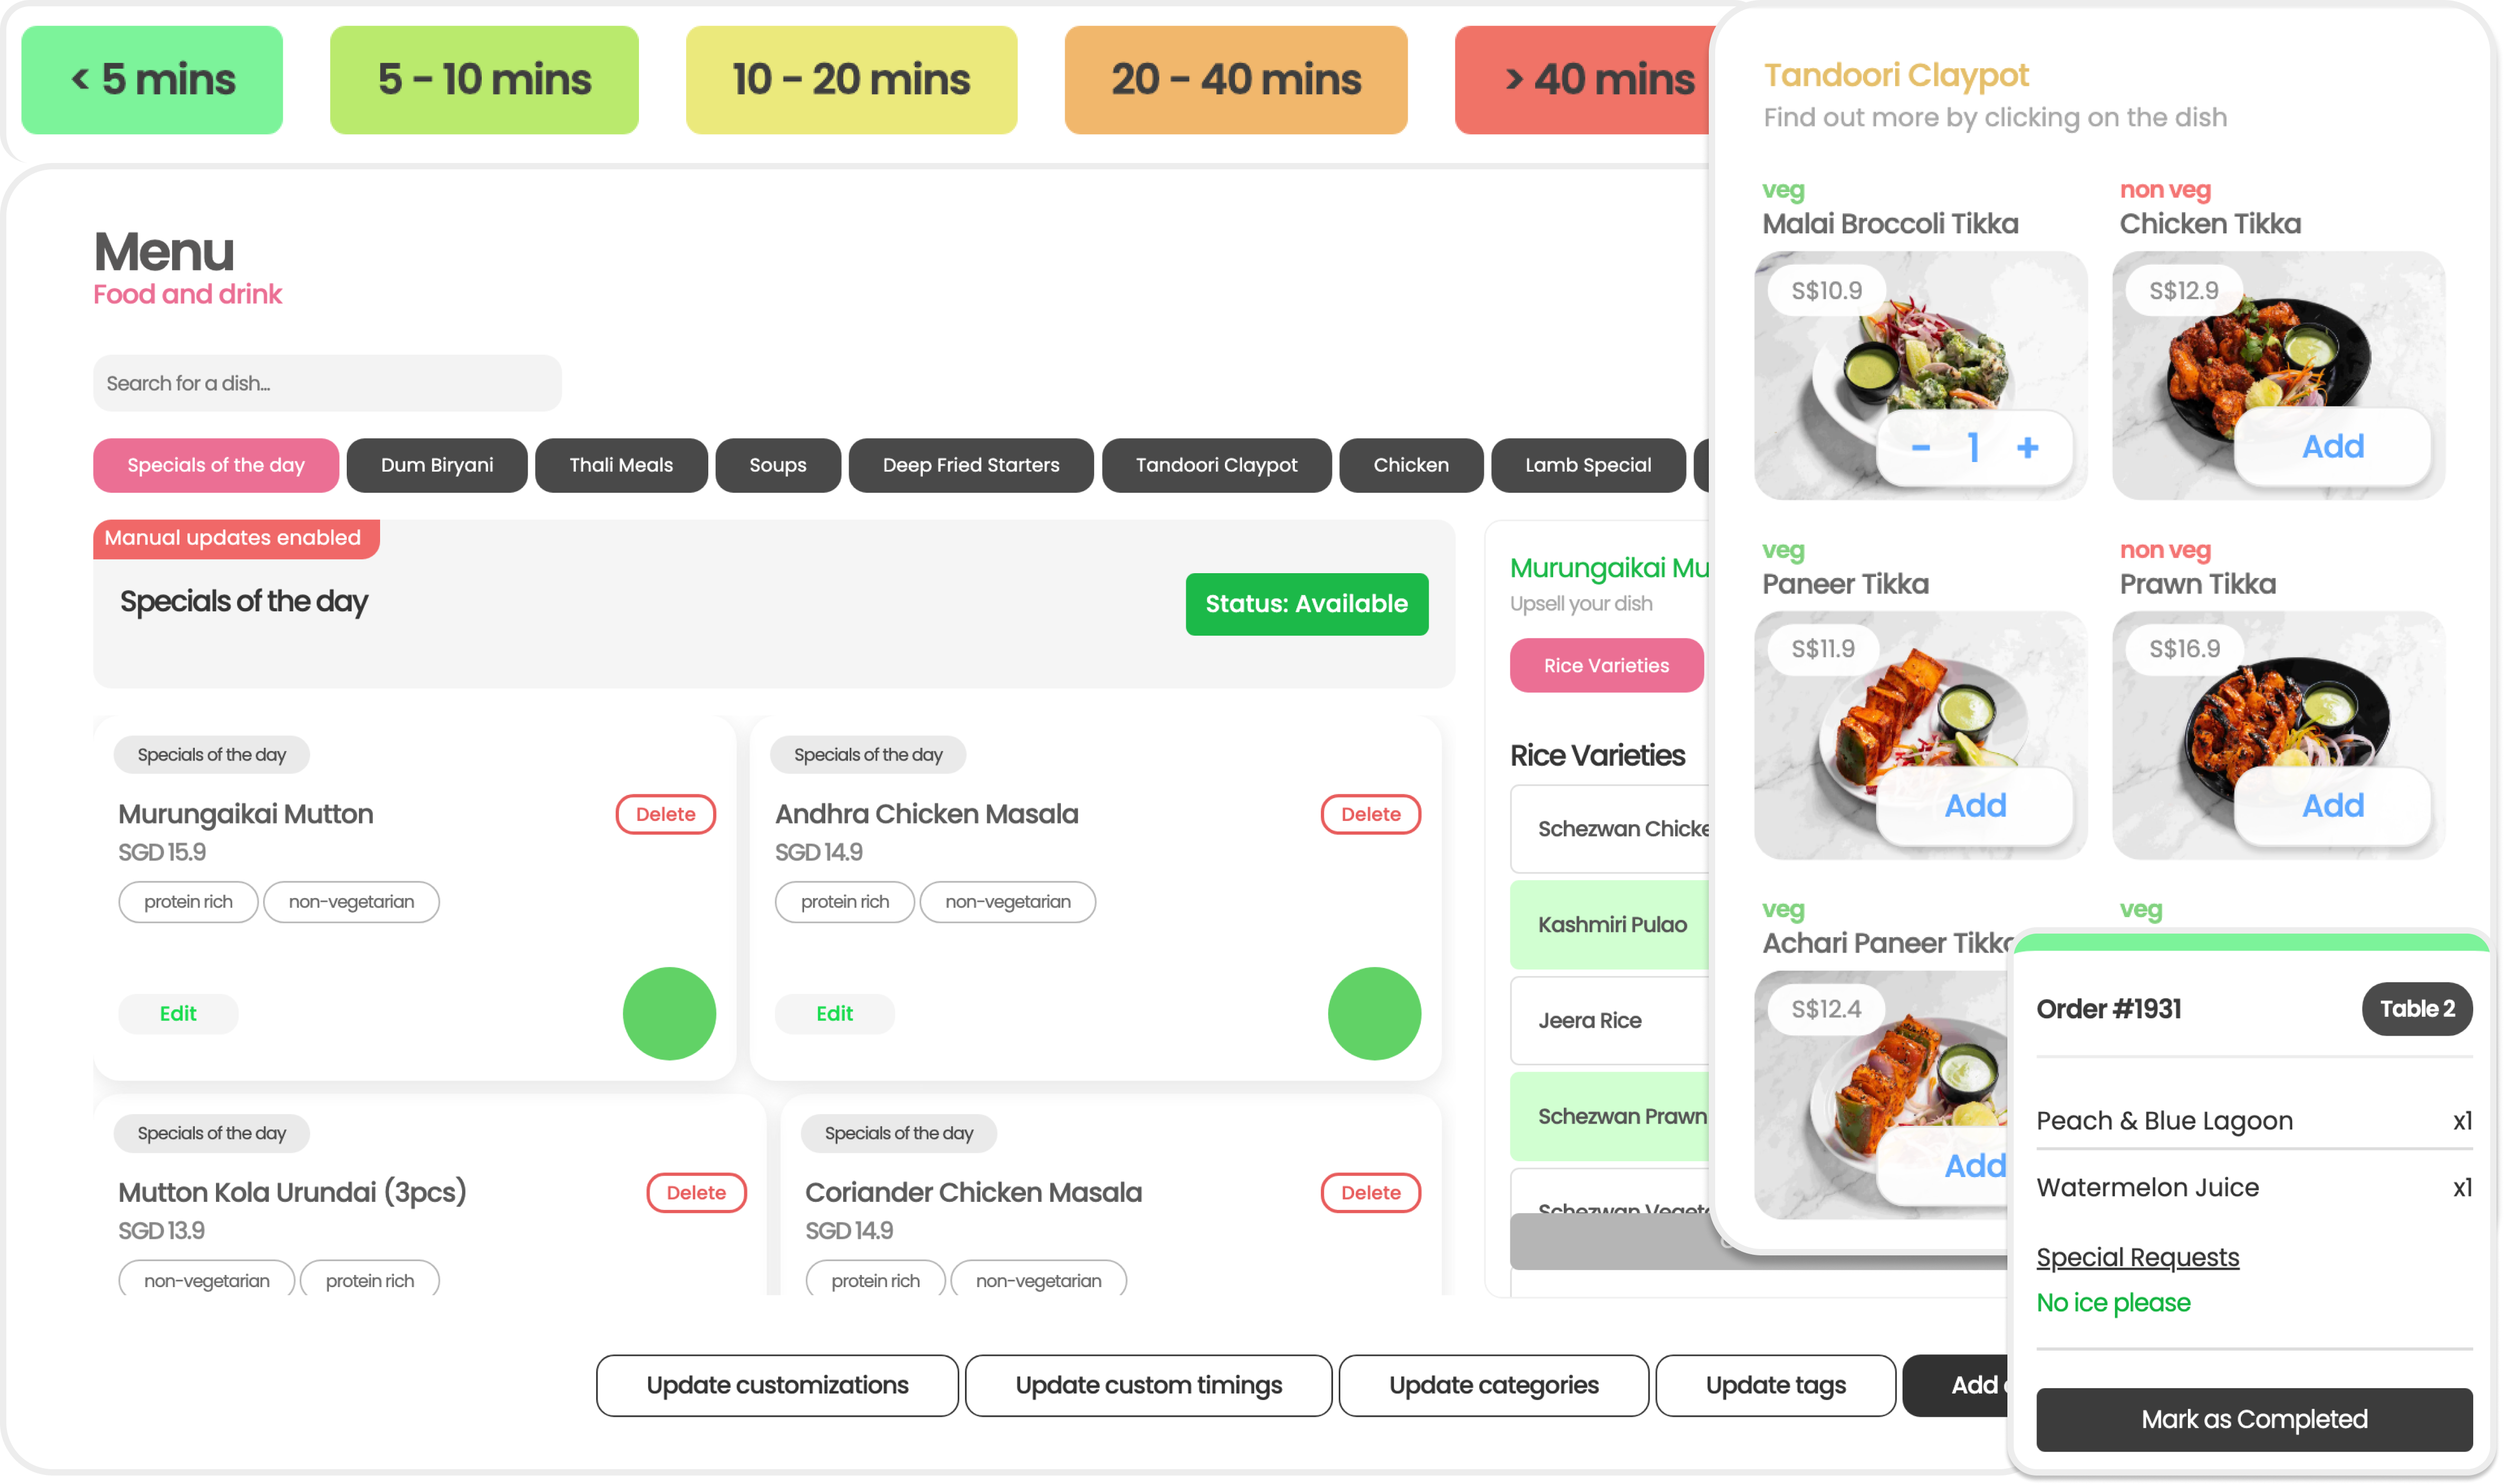 < 5 mins
5 - 10 mins
10 - 20 mins
20 - 40 mins
> 40 mins
Menu
Food and drink
Search for a dish...
Specials of the day
Dum Biryani
Thali Meals
Soups
Deep Fried Starters
Tandoori Claypot
Chicken
Lamb Special
Manual updates enabled
Specials of the day
Status: Available
Specials of the day
Murungaikai Mutton
Delete
SGD 15.9
protein rich
non-vegetarian
Edit
Specials of the day
Andhra Chicken Masala
Delete
SGD 14.9
protein rich
non-vegetarian
Edit
Specials of the day
Mutton Kola Urundai (3pcs)
Delete
SGD 13.9
non-vegetarian
protein rich
Specials of the day
Coriander Chicken Masala
Delete
SGD 14.9
protein rich
non-vegetarian
Murungaikai
Upsell your dish
Rice Varieties
Rice Varieties
Schezwan
Kashmiri Pulao
Jeera Rice
Schezwan Prawn
Schezwan
Update customizations
Update custom timings
Update categories
Update tags
Add
Tandoori Claypot
Find out more by clicking on the dish
veg
Malai Broccoli Tikka
S$10.9
- 1 +
non veg
Chicken Tikka
S$12.9
Add
veg
Paneer Tikka
S$11.9
Add
non veg
Prawn Tikka
S$16.9
Add
veg
Achari Paneer Tikka
S$12.4
Add
veg
Order #1931
Table 2
Peach & Blue Lagoon x1
Watermelon Juice x1
Special Requests
No ice please
Mark as Completed